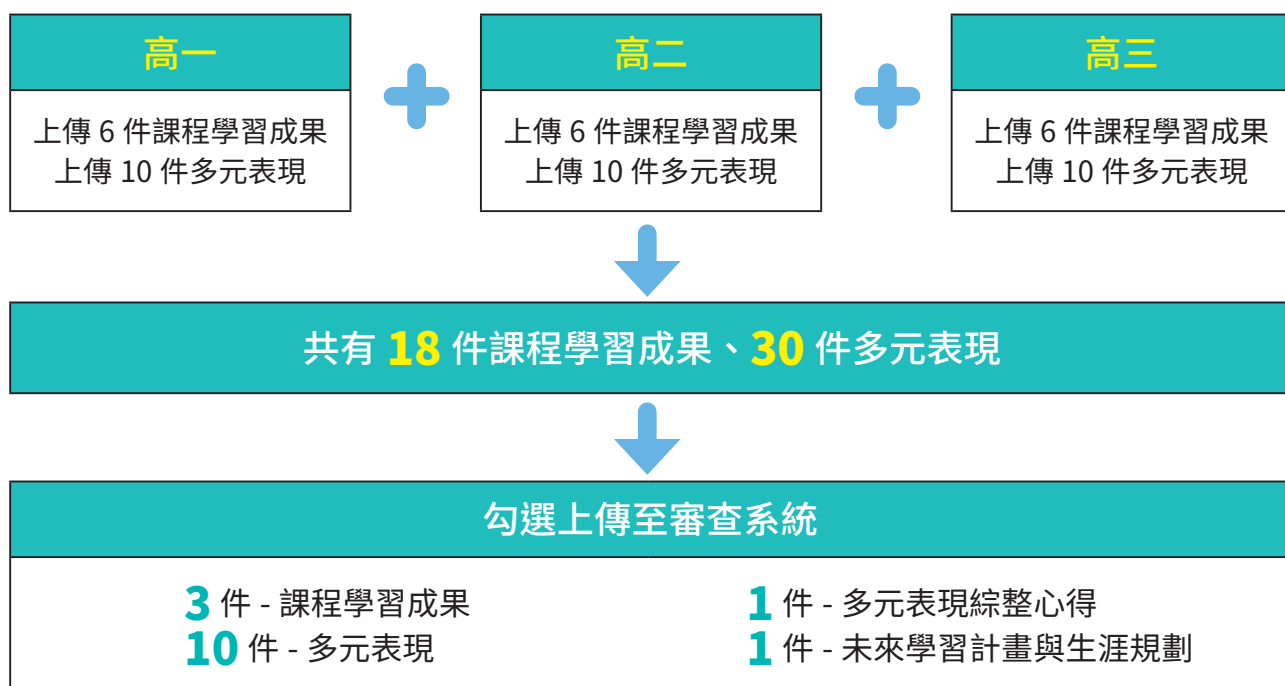 高一
上傳 6 件課程學習成果
上傳 10 件多元表現
高二
上傳 6 件課程學習成果
上傳 10 件多元表現
高三
上傳 6 件課程學習成果
上傳 10 件多元表現
共有 18 件課程學習成果、30 件多元表現
勾選上傳至審查系統
3 件 - 課程學習成果
10 件 - 多元表現
1 件 - 多元表現綜整心得
1 件 - 未來學習計畫與生涯規劃